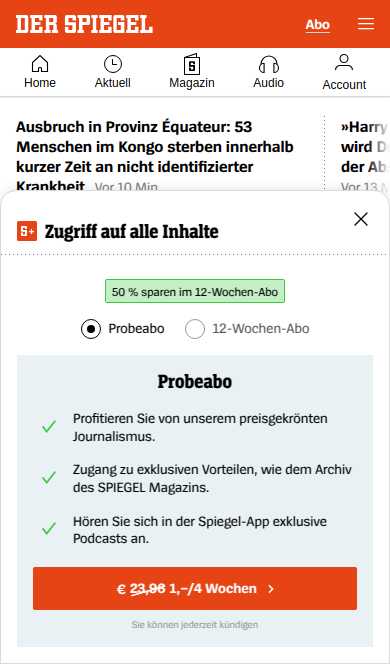 DER SPIEGEL
Abo
Home
Aktuell
Magazin
Audio
Account
Ausbruch in Provinz Équateur: 53
Menschen im Kongo sterben innerhalb
kurzer Zeit an nicht identifizierter
Krankheit Vor 10 Min
»Harry
wird D
der Ab
Vor 13 M
S+ Zugriff auf alle Inhalte
50 % sparen im 12-Wochen-Abo
Probeabo
12-Wochen-Abo
Probeabo
Profitieren Sie von unserem preisgekrönten
Journalismus.
Zugang zu exklusiven Vorteilen, wie dem Archiv
des SPIEGEL Magazins.
Hören Sie sich in der Spiegel-App exklusive
Podcasts an.
€ 23,96 1,–/4 Wochen
Sie können jederzeit kündigen